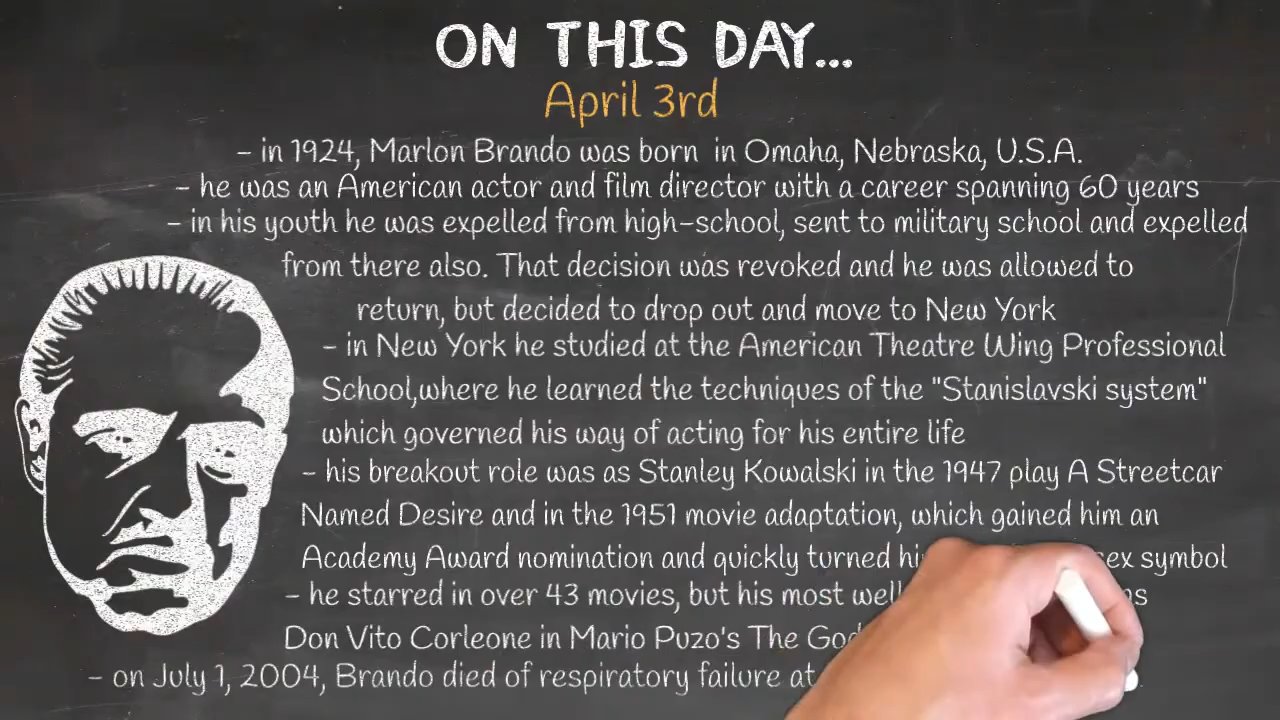 ON THIS DAY...
April 3rd
- in 1924, Marlon Brando was born in Omaha, Nebraska, U.S.A.
- he was an American actor and film director with a career spanning 60 years
- in his youth he was expelled from high-school, sent to military school and expelled
from there also. That decision was revoked and he was allowed to
return, but decided to drop out and move to New York
- in New York he studied at the American Theatre Wing Professional
School,where he learned the techniques of the "Stanislavski system"
which governed his way of acting for his entire life
- his breakout role was as Stanley Kowalski in the 1947 play A Streetcar
Named Desire and in the 1951 movie adaptation, which gained him an
Academy Award nomination and quickly turned sex symbol
- he starred in over 43 movies, but his most
Don Vito Corleone in Mario Puzo's The
- on July 1, 2004, Brando died of respiratory failure at